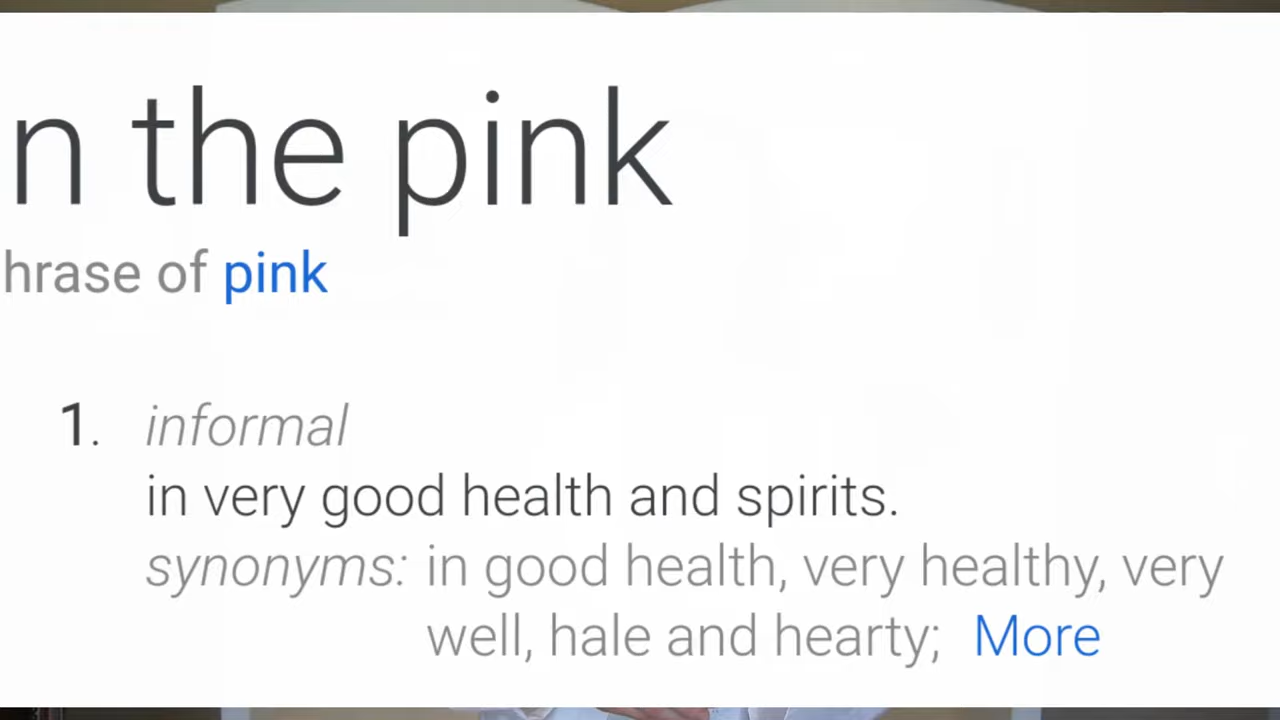 n the pink
hrase of pink
1. informal
in very good health and spirits.
synonyms: in good health, very healthy, very
well, hale and hearty; More